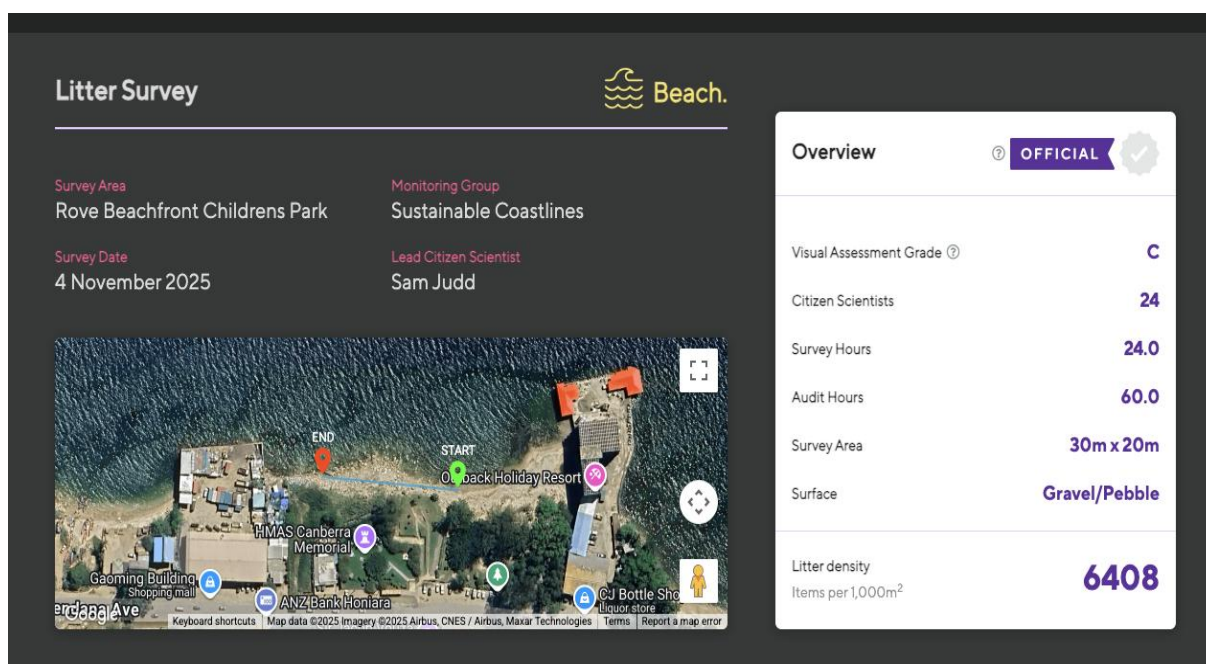 Litter Survey
Beach.
Survey Area
Rove Beachfront Childrens Park
Monitoring Group
Sustainable Coastlines
Survey Date
4 November 2025
Lead Citizen Scientist
Sam Judd
END
START
back Holiday Resort
HMAS Canberra
Memorial
Gaoming Building
Shopping mall
ANZ Bank Honiara
CJ Bottle Sho
Liquor store
endana Ave
Google
Keyboard shortcuts Map data ©2025 Imagery ©2025 Airbus, CNES / Airbus, Maxar Technologies Terms Report a map error
Overview
OFFICIAL
Visual Assessment Grade C
Citizen Scientists 24
Survey Hours 24.0
Audit Hours 60.0
Survey Area 30m x 20m
Surface Gravel/Pebble
Litter density
Items per 1,000m²
6408